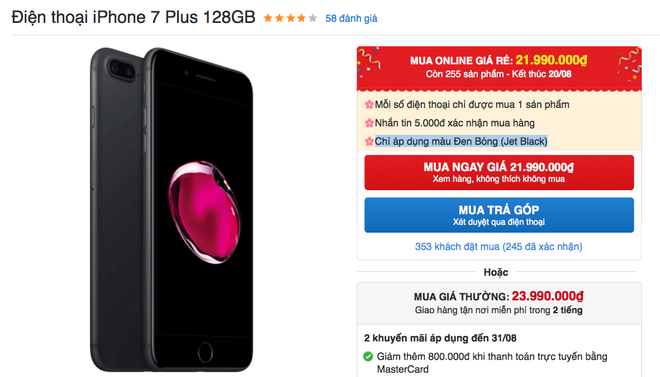 Điện thoại iPhone 7 Plus 128GB
58 đánh giá
MUA ONLINE GIÁ RẺ: 21.990.000₫
Còn 255 sản phẩm - Kết thúc 20/08
Mỗi số điện thoại chỉ được mua 1 sản phẩm
Nhắn tin 5.000đ xác nhận mua hàng
Chỉ áp dụng màu Đen Bóng (Jet Black)
MUA NGAY GIÁ 21.990.000₫
Xem hàng, không thích không mua
MUA TRẢ GÓP
Xét duyệt qua điện thoại
353 khách đặt mua (245 đã xác nhận)
Hoặc
MUA GIÁ THƯỜNG: 23.990.000₫
Giao hàng tận nơi miễn phí trong 2 tiếng
2 khuyến mãi áp dụng đến 31/08
Giảm thêm 800.000đ khi thanh toán trực tuyến bằng
MasterCard